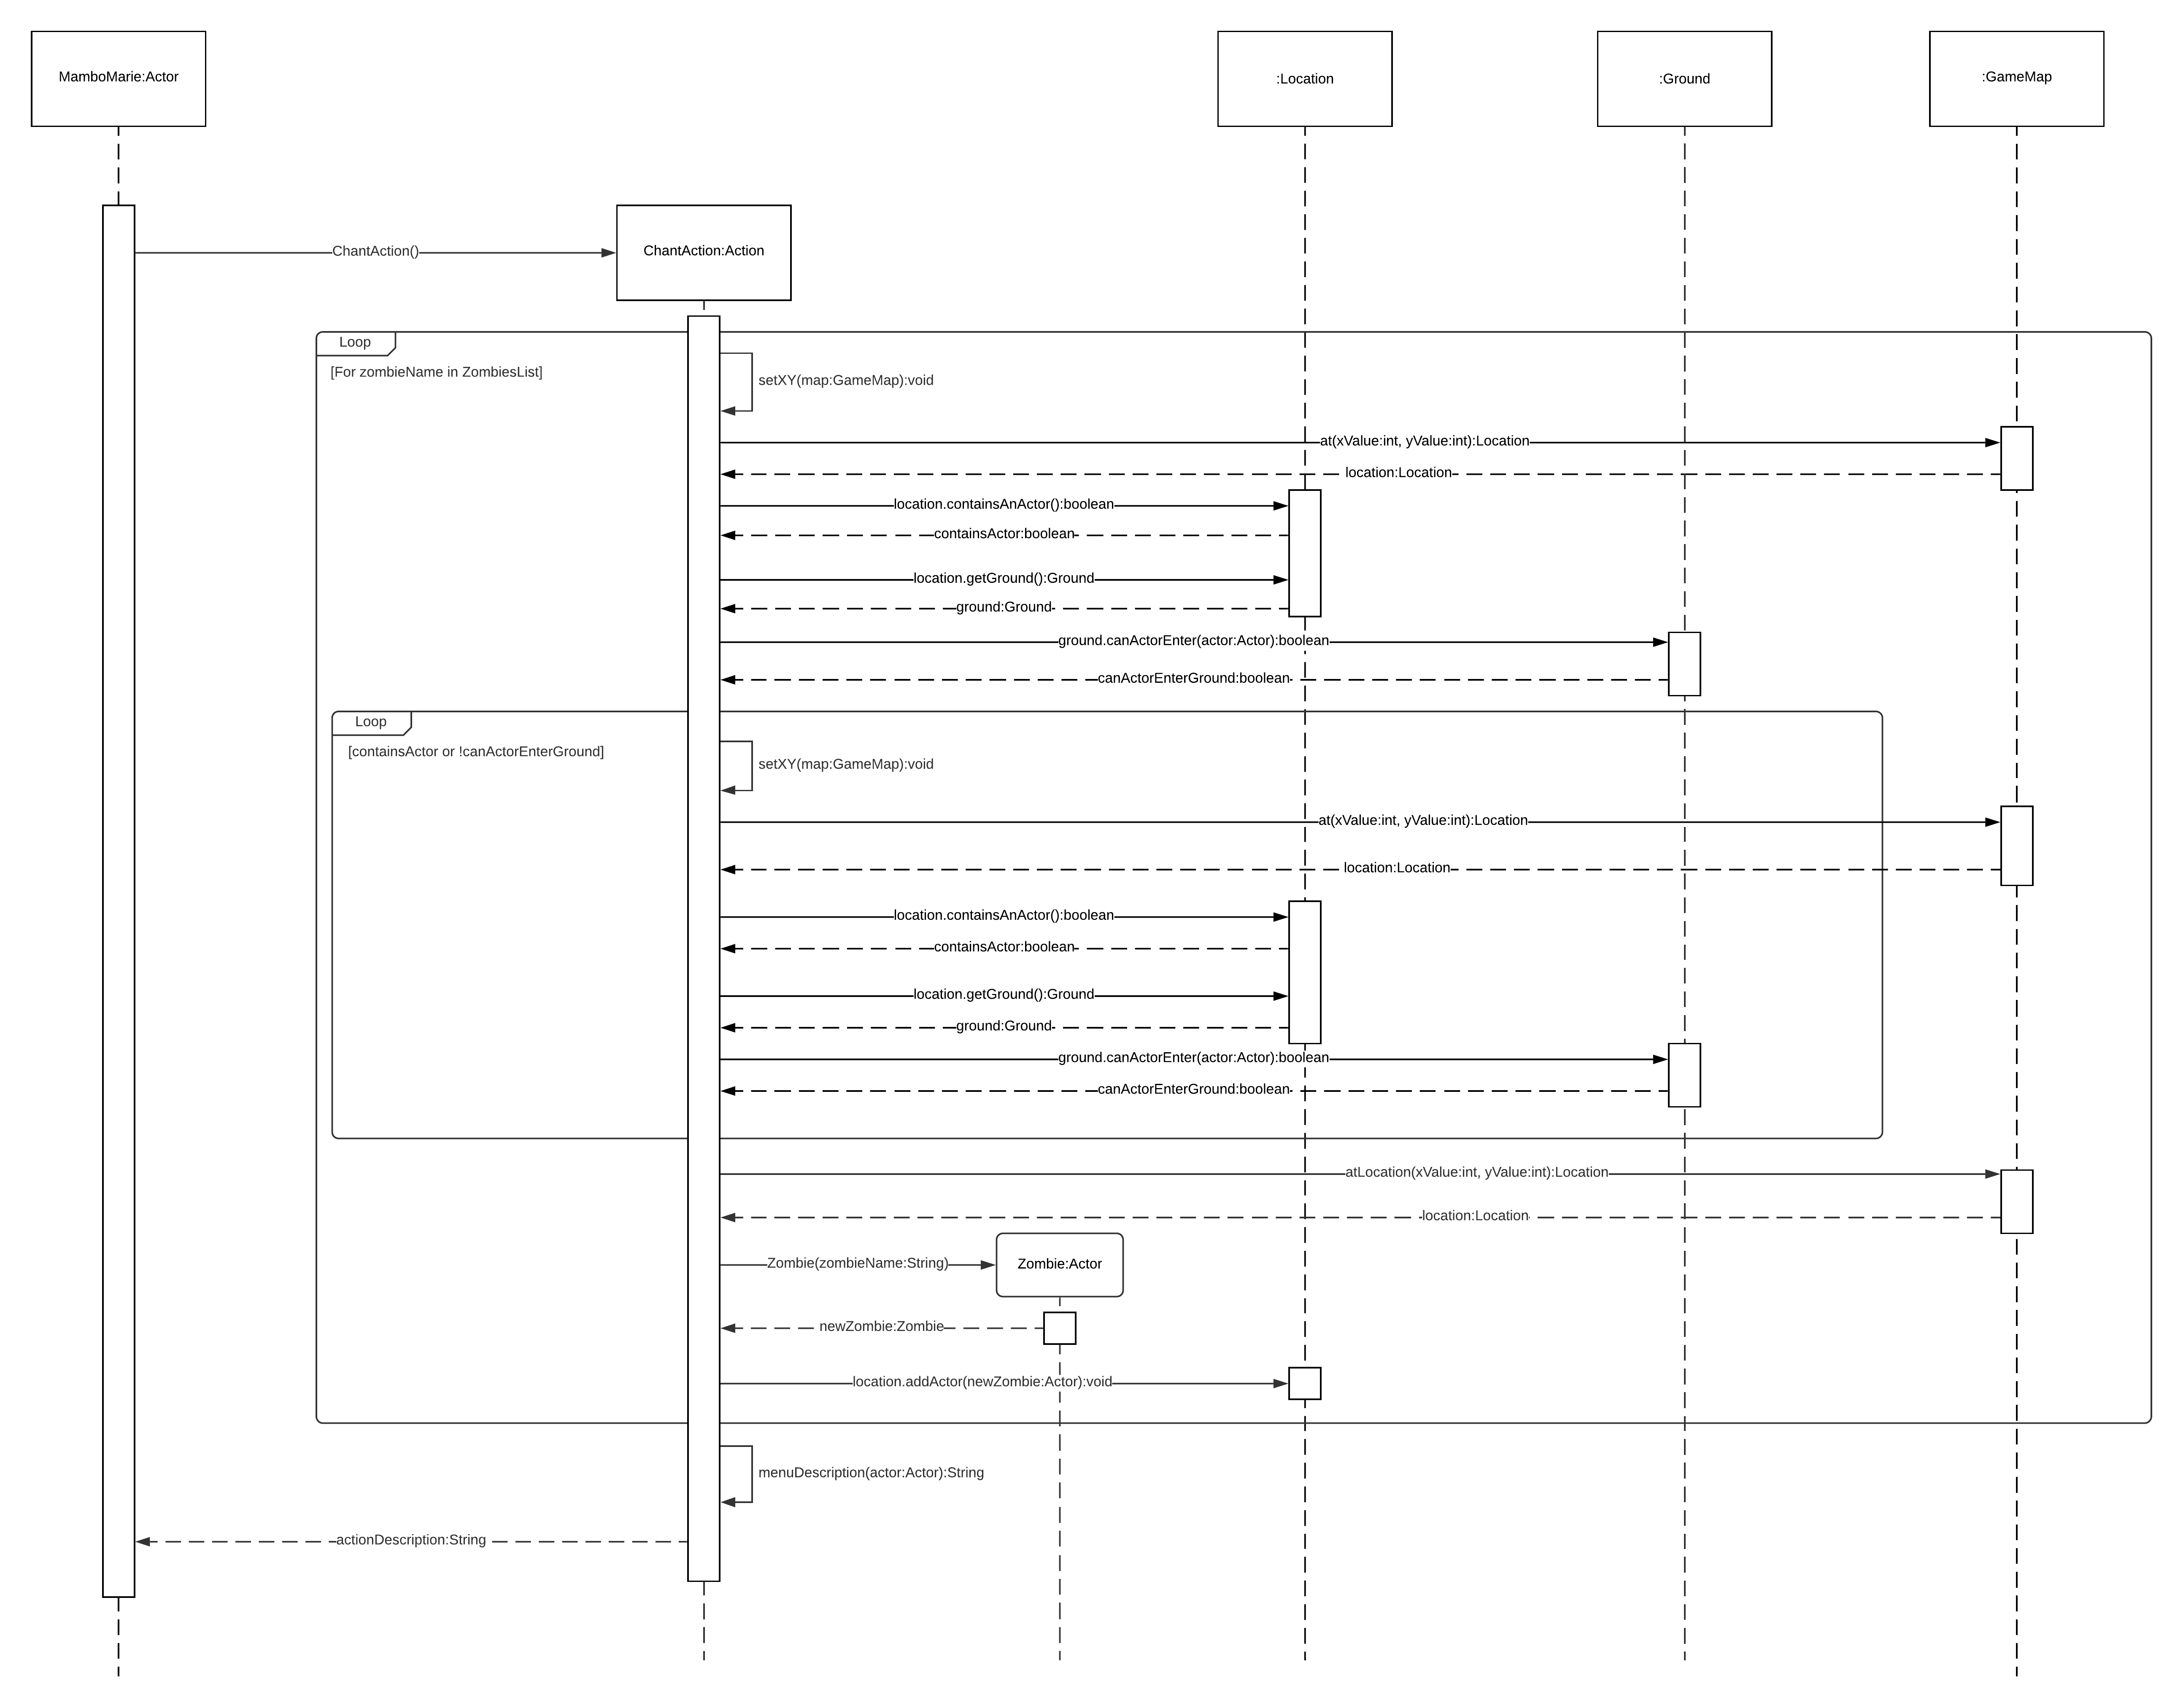 MamboMarie:Actor
:Location
:Ground
:GameMap
ChantAction()
ChantAction:Action
Loop
[For zombieName in ZombiesList]
setXY(map:GameMap):void
at(xValue:int, yValue:int):Location
location:Location
location.containsAnActor():boolean
containsActor:boolean
location.getGround():Ground
ground:Ground
ground.canActorEnter(actor:Actor):boolean
canActorEnterGround:boolean
Loop
[containsActor or !canActorEnterGround]
setXY(map:GameMap):void
at(xValue:int, yValue:int):Location
location:Location
location.containsAnActor():boolean
containsActor:boolean
location.getGround():Ground
ground:Ground
ground.canActorEnter(actor:Actor):boolean
canActorEnterGround:boolean
atLocation(xValue:int, yValue:int):Location
location:Location
Zombie(zombieName:String)
Zombie:Actor
newZombie:Zombie
location.addActor(newZombie:Actor):void
menuDescription(actor:Actor):String
actionDescription:String